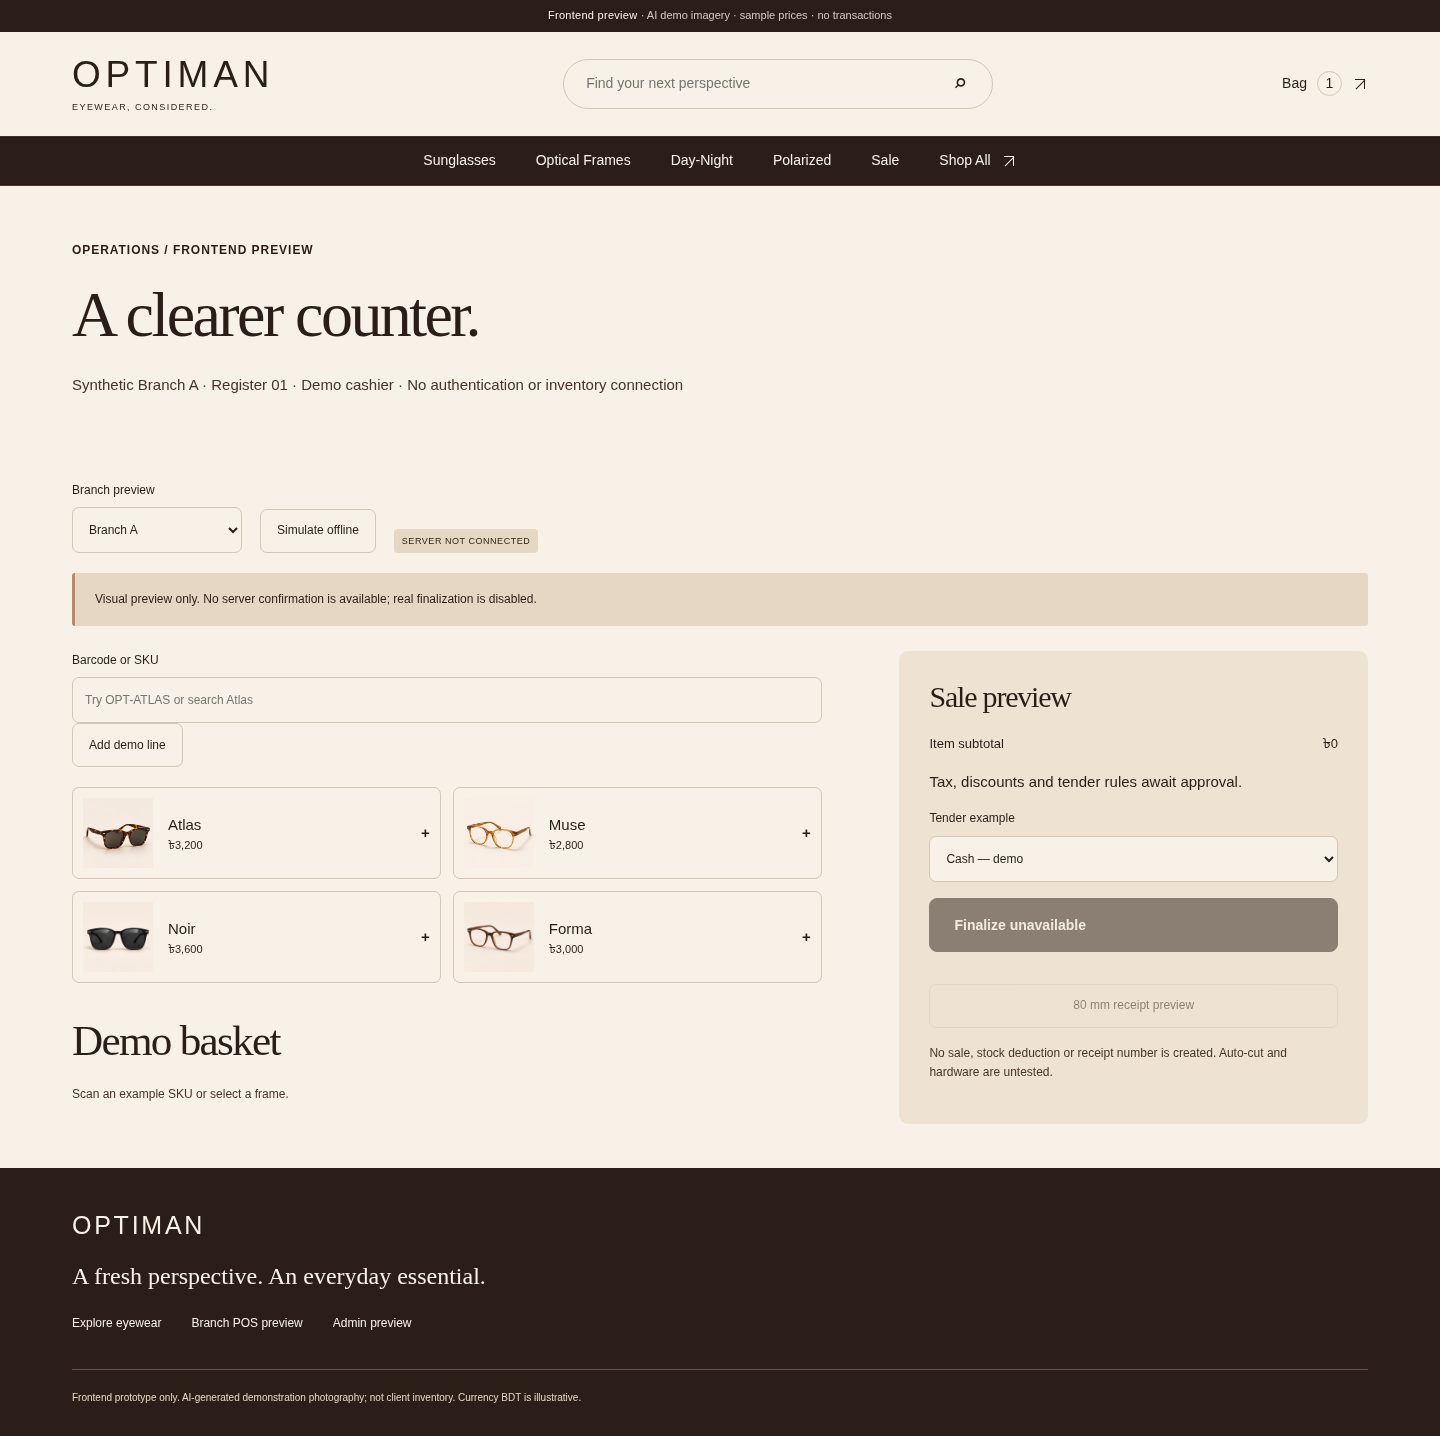 Frontend preview · AI demo imagery · sample prices · no transactions
OPTIMAN
EYEWEAR, CONSIDERED.
Find your next perspective
Bag 1
Sunglasses Optical Frames Day-Night Polarized Sale Shop All
OPERATIONS / FRONTEND PREVIEW
A clearer counter.
Synthetic Branch A · Register 01 · Demo cashier · No authentication or inventory connection
Branch preview
Branch A Simulate offline SERVER NOT CONNECTED
Visual preview only. No server confirmation is available; real finalization is disabled.
Barcode or SKU
Try OPT-ATLAS or search Atlas
Add demo line
Atlas
৳3,200
+
Muse
৳2,800
+
Noir
৳3,600
+
Forma
৳3,000
+
Demo basket
Scan an example SKU or select a frame.
Sale preview
Item subtotal ৳0
Tax, discounts and tender rules await approval.
Tender example
Cash — demo
Finalize unavailable
80 mm receipt preview
No sale, stock deduction or receipt number is created. Auto-cut and
hardware are untested.
OPTIMAN
A fresh perspective. An everyday essential.
Explore eyewear Branch POS preview Admin preview
Frontend prototype only. AI-generated demonstration photography; not client inventory. Currency BDT is illustrative.